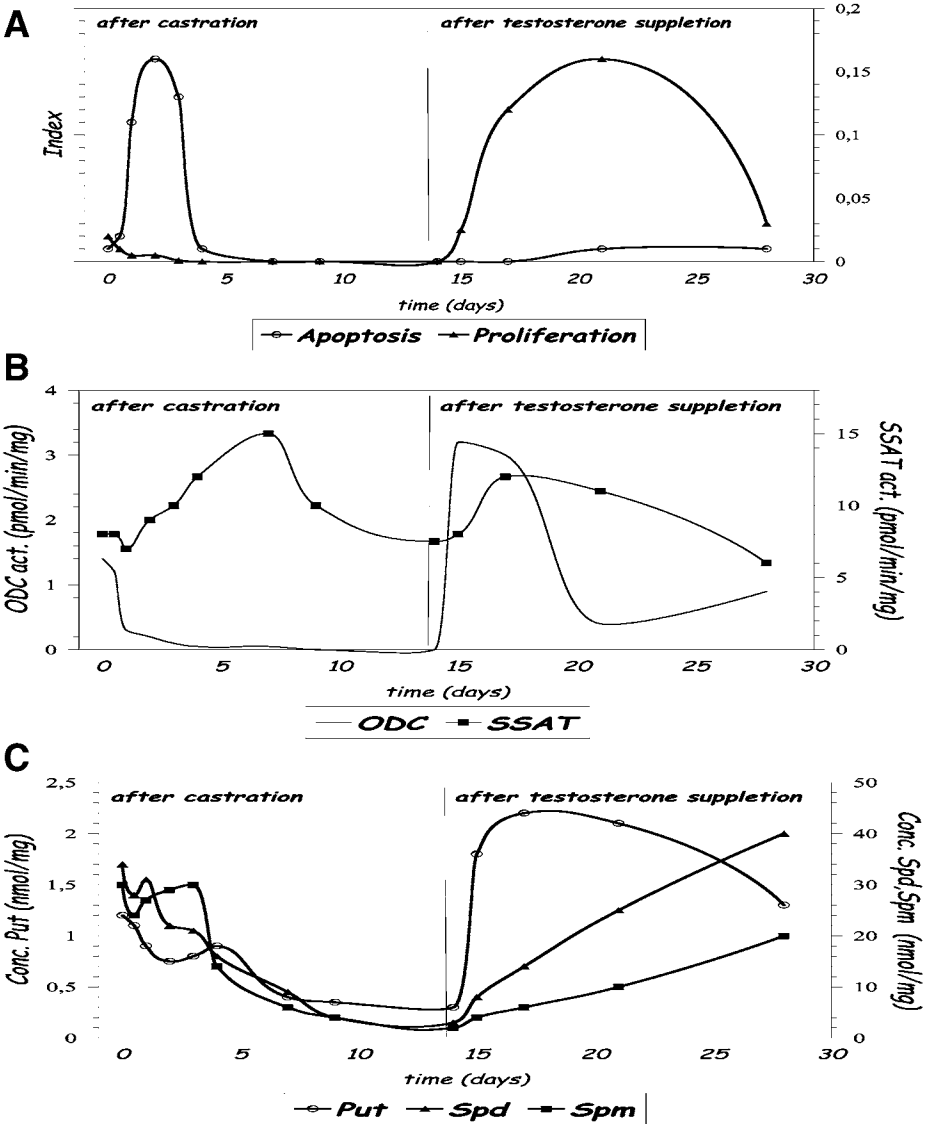 A
after castration
after testosterone suppletion
0,2
0,15
0,1
0,05
0
Index
0 5 10 15 20 25 30
time (days)
Apoptosis Proliferation
B
after castration
after testosterone suppletion
4
3
2
1
0
ODC act. (pmol/min/mg)
15
10
5
0
SSAT act. (pmol/min/mg)
0 5 10 15 20 25 30
time (days)
ODC SSAT
C
after castration
after testosterone suppletion
2,5
2
1,5
1
0,5
0
Conc. Put (nmol/mg)
50
40
30
20
10
0
Conc. Spd,Spm (nmol/mg)
0 5 10 15 20 25 30
time (days)
Put Spd Spm